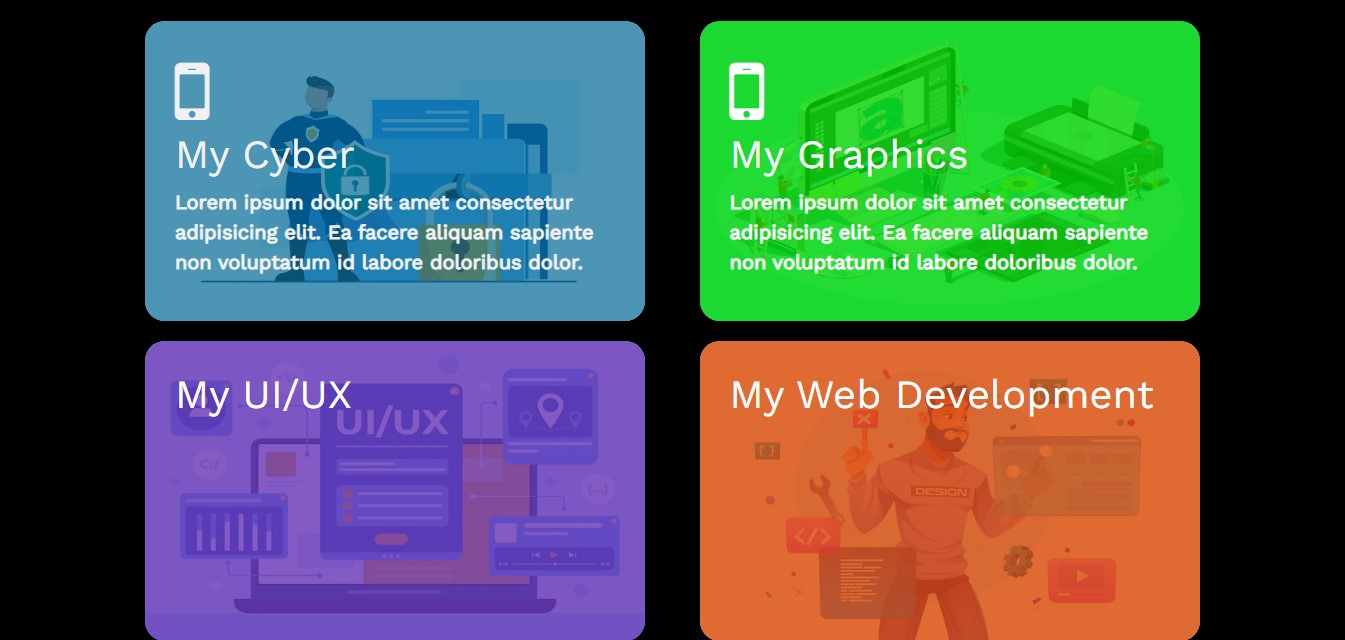 My Cyber
Lorem ipsum dolor sit amet consectetur
adipisicing elit. Ea facere aliquam sapiente
non voluptatum id labore doloribus dolor.
a
My Graphics
Lorem ipsum dolor sit amet consectetur
adipisicing elit. Ea facere aliquam sapiente
non voluptatum id labore doloribus dolor.
My UI/UX
UI/UX
C:/
{...}
My Web Development
[ ]
DESIGN
</>